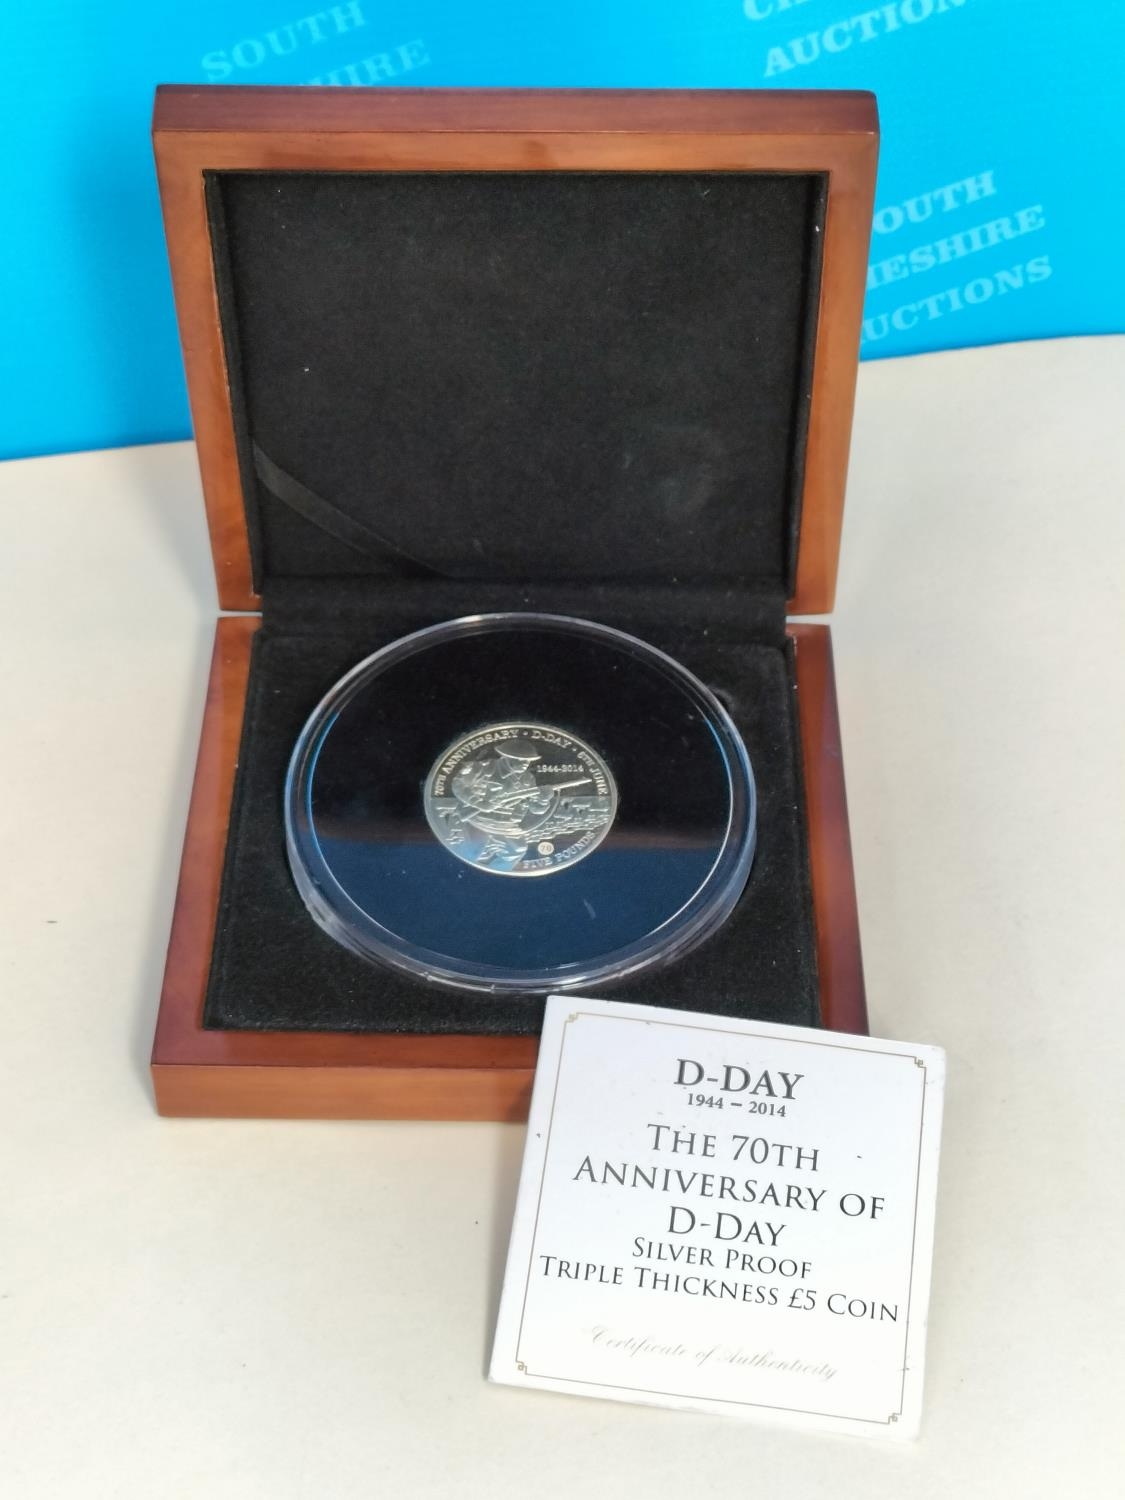 SOUTH
AUCTIONS
SOUTH
CHESHIRE
AUCTIONS
70TH ANNIVERSARY · D-DAY · 6TH JUNE
1944-2014
70
FIVE POUNDS
D-DAY
1944 – 2014
THE 70TH
ANNIVERSARY OF
D-DAY
SILVER PROOF
TRIPLE THICKNESS £5 COIN
Certificate of Authenticity